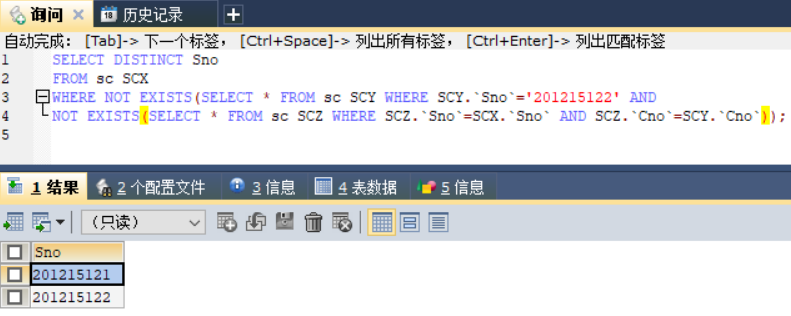 询问
历史记录
自动完成: [Tab]-> 下一个标签, [Ctrl+Space]-> 列出所有标签, [Ctrl+Enter]-> 列出匹配标签
1 SELECT DISTINCT Sno
2 FROM sc SCX
3 WHERE NOT EXISTS(SELECT * FROM sc SCY WHERE SCY.`Sno`='201215122' AND
4 NOT EXISTS(SELECT * FROM sc SCZ WHERE SCZ.`Sno`=SCX.`Sno` AND SCZ.`Cno`=SCY.`Cno`));
5
1 结果 2 个配置文件 3 信息 4 表数据 5 信息
(只读)
Sno
201215121
201215122